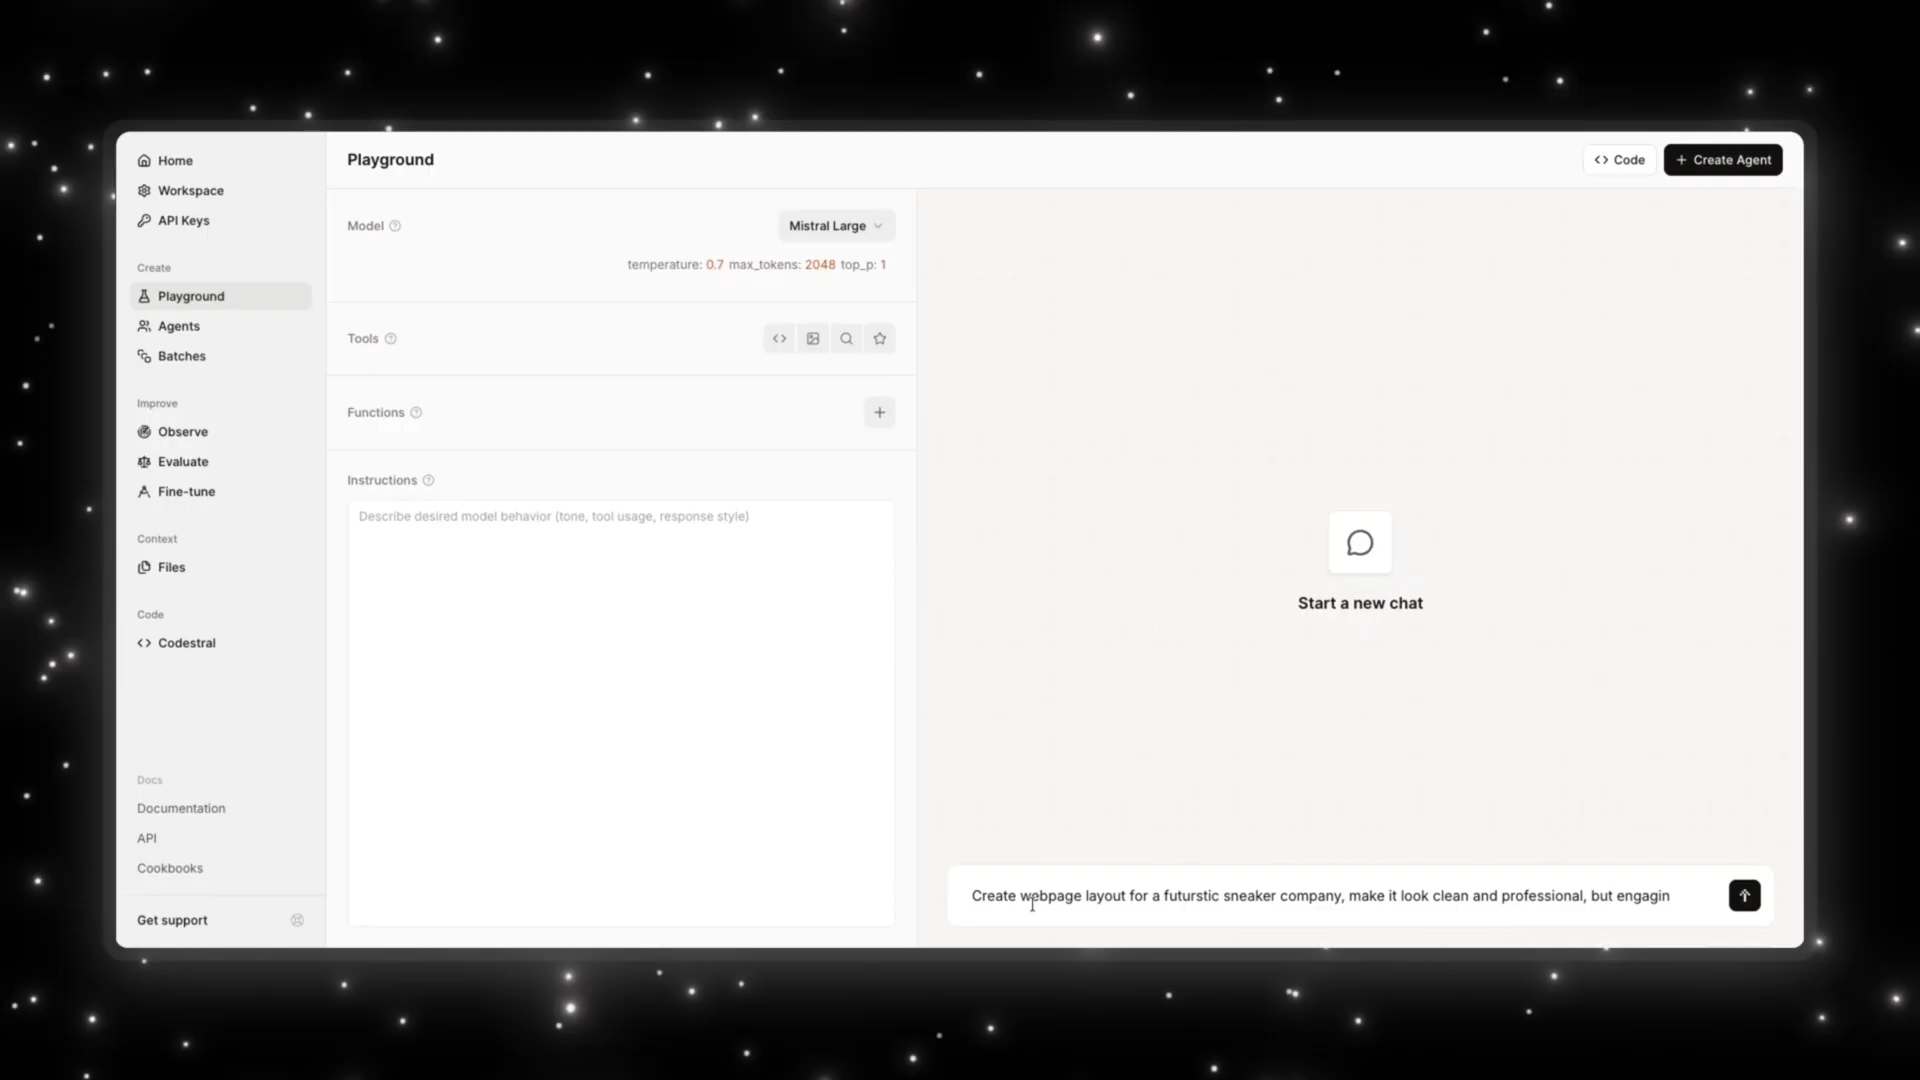 Home
Workspace
API Keys
Create
Playground
Agents
Batches
Improve
Observe
Evaluate
Fine-tune
Context
Files
Code
Codestral
Docs
Documentation
API
Cookbooks
Get support
Playground
Code
Create Agent
Model
Mistral Large
temperature: 0.7 max_tokens: 2048 top_p: 1
Tools
Functions
Instructions
Describe desired model behavior (tone, tool usage, response style)
Start a new chat
Create webpage layout for a futurstic sneaker company, make it look clean and professional, but engagin